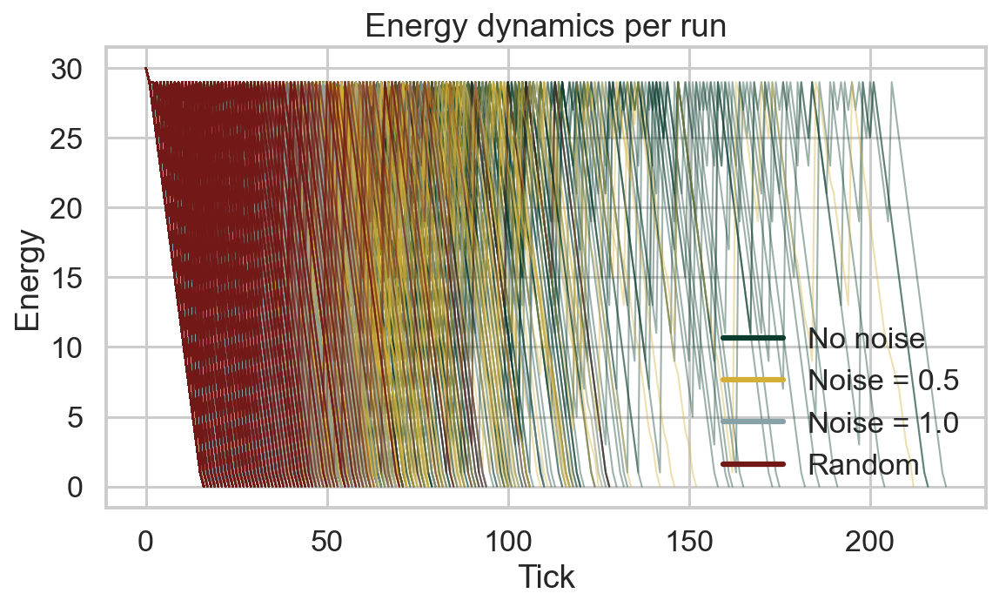 Energy dynamics per run
30
25
20
15
10
5
0
Energy
No noise
Noise = 0.5
Noise = 1.0
Random
0 50 100 150 200
Tick